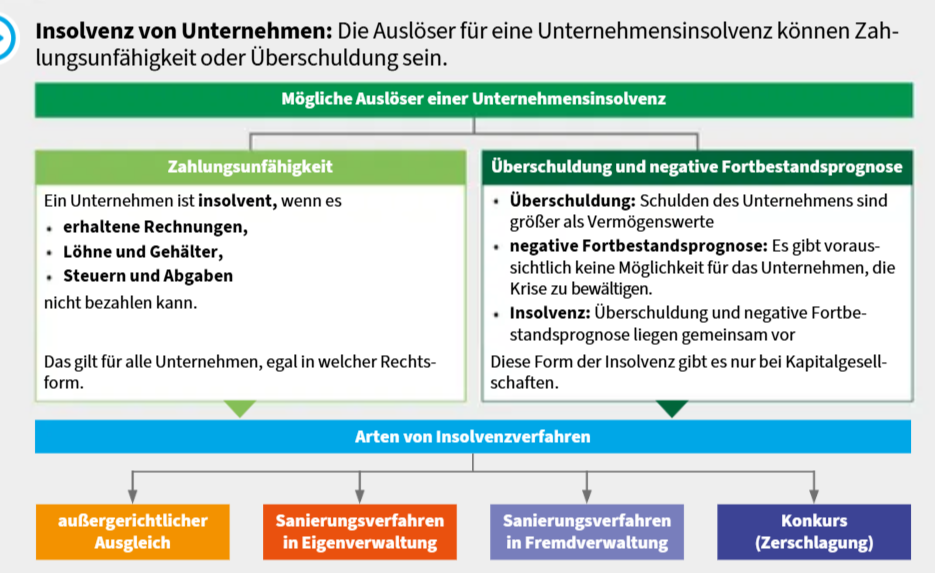 Insolvenz von Unternehmen: Die Auslöser für eine Unternehmensinsolvenz können Zah-
lungsunfähigkeit oder Überschuldung sein.
Mögliche Auslöser einer Unternehmensinsolvenz
Zahlungsunfähigkeit
Ein Unternehmen ist insolvent, wenn es
• erhaltene Rechnungen,
• Löhne und Gehälter,
• Steuern und Abgaben
nicht bezahlen kann.
Das gilt für alle Unternehmen, egal in welcher Rechts-
form.
Überschuldung und negative Fortbestandsprognose
• Überschuldung: Schulden des Unternehmens sind
größer als Vermögenswerte
• negative Fortbestandsprognose: Es gibt voraus-
sichtlich keine Möglichkeit für das Unternehmen, die
Krise zu bewältigen.
• Insolvenz: Überschuldung und negative Fortbe-
standsprognose liegen gemeinsam vor
Diese Form der Insolvenz gibt es nur bei Kapitalgesell-
schaften.
Arten von Insolvenzverfahren
außergerichtlicher
Ausgleich
Sanierungsverfahren
in Eigenverwaltung
Sanierungsverfahren
in Fremdverwaltung
Konkurs
(Zerschlagung)